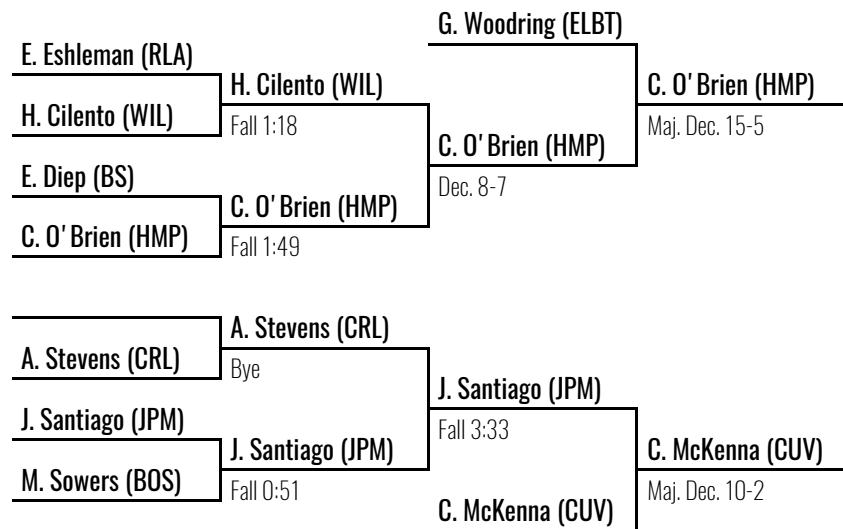 G. Woodring (ELBT)
E. Eshleman (RLA)
H. Cilento (WIL)
C. O'Brien (HMP)
H. Cilento (WIL)
Fall 1:18
Maj. Dec. 15-5
C. O'Brien (HMP)
E. Diep (BS)
Dec. 8-7
C. O'Brien (HMP)
C. O'Brien (HMP)
Fall 1:49
A. Stevens (CRL)
A. Stevens (CRL)
Bye
J. Santiago (JPM)
J. Santiago (JPM)
Fall 3:33
J. Santiago (JPM)
C. McKenna (CUV)
M. Sowers (BOS)
Fall 0:51
Maj. Dec. 10-2
C. McKenna (CUV)